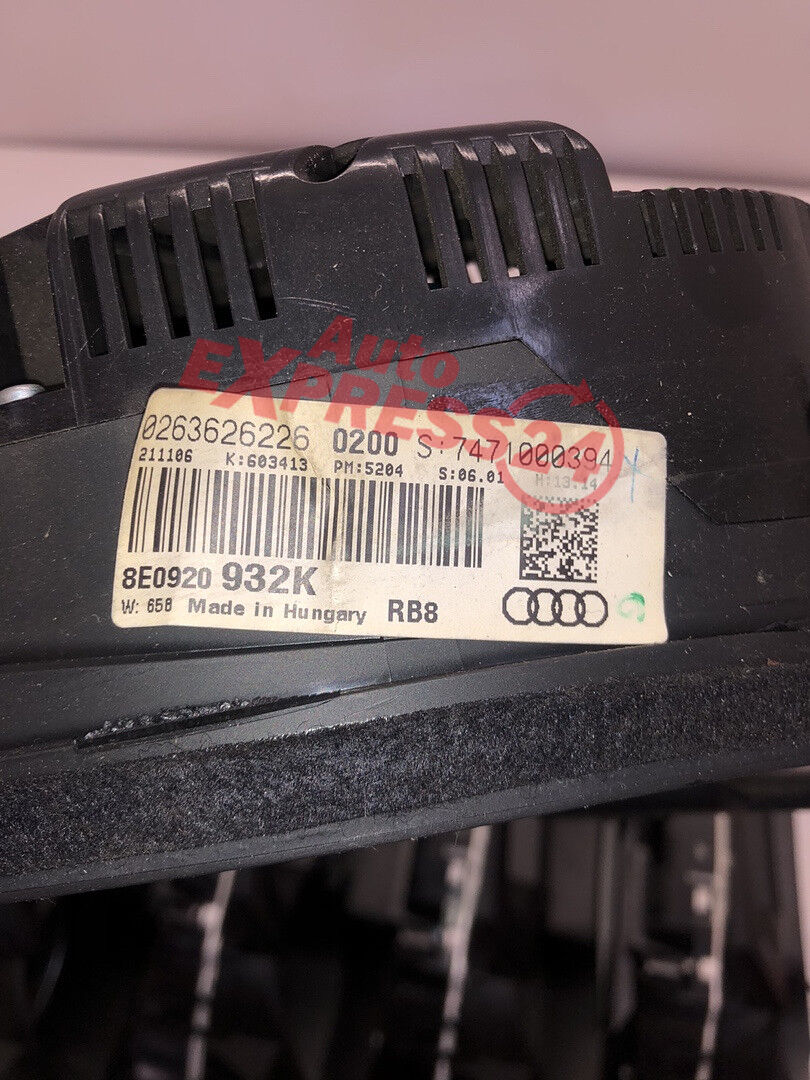 Auto
EXPRESS24
0263626226 0200 S:7471000394
211106 K:603413 PM:5204 S:06.01 H:13.14
8E0920 932K
W: 658 Made in Hungary RB8